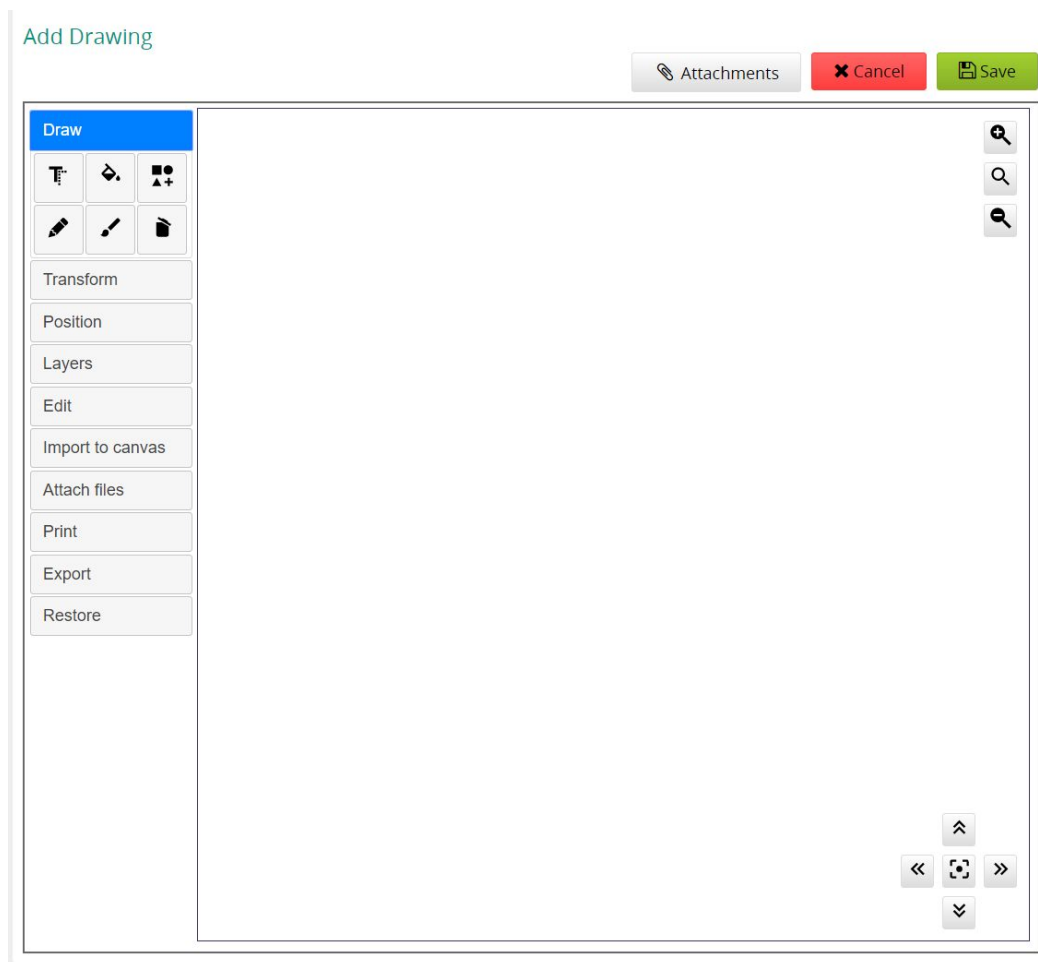 Add Drawing
Attachments
Cancel
Save
Draw
Transform
Position
Layers
Edit
Import to canvas
Attach files
Print
Export
Restore